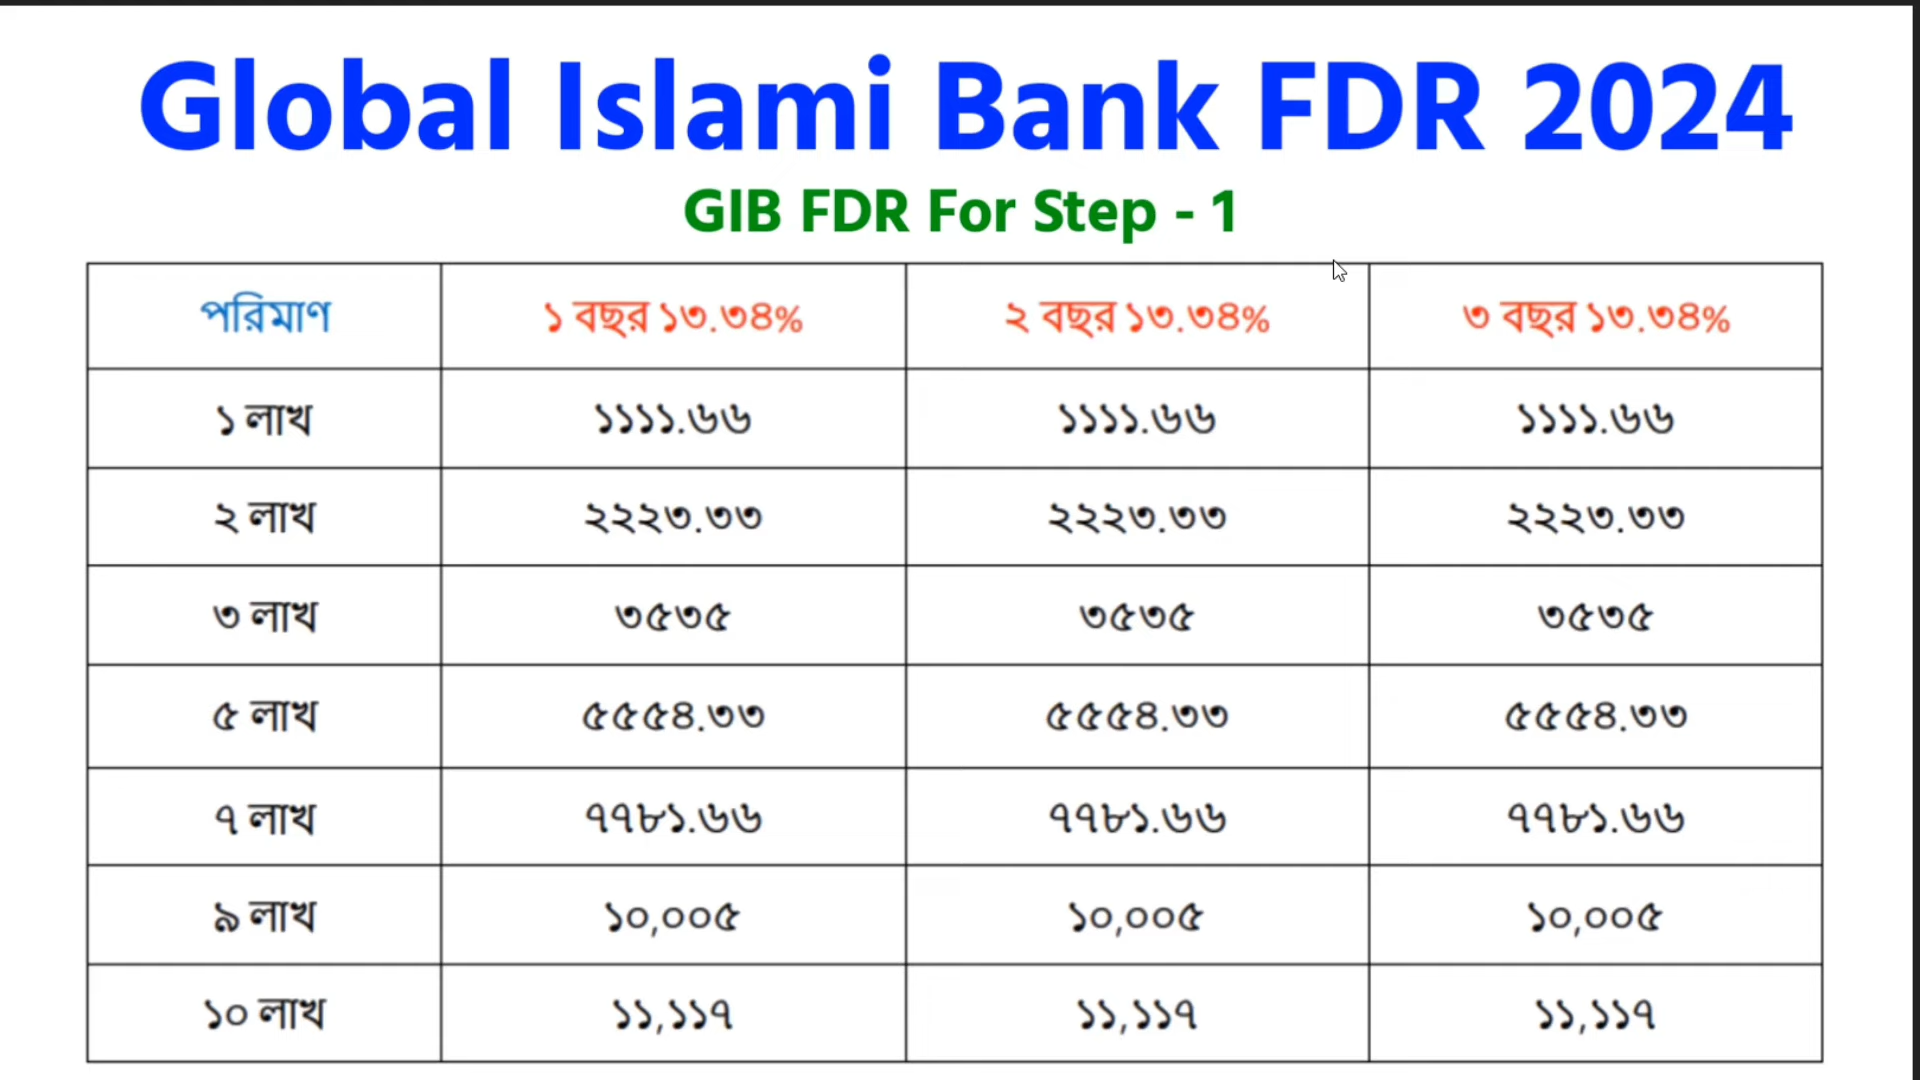 Global Islami Bank FDR 2024
GIB FDR For Step - 1
পরিমাণ ১ বছর ১৩.৩৪% ২ বছর ১৩.৩৪% ৩ বছর ১৩.৩৪%
১ লাখ ১১১১.৬৬ ১১১১.৬৬ ১১১১.৬৬
২ লাখ ২২২৩.৩৩ ২২২৩.৩৩ ২২২৩.৩৩
৩ লাখ ৩৫৩৫ ৩৫৩৫ ৩৫৩৫
৫ লাখ ৫৫৫৪.৩৩ ৫৫৫৪.৩৩ ৫৫৫৪.৩৩
৭ লাখ ৭৭৮১.৬৬ ৭৭৮১.৬৬ ৭৭৮১.৬৬
৯ লাখ ১০,০০৫ ১০,০০৫ ১০,০০৫
১০ লাখ ১১,১১৭ ১১,১১৭ ১১,১১৭